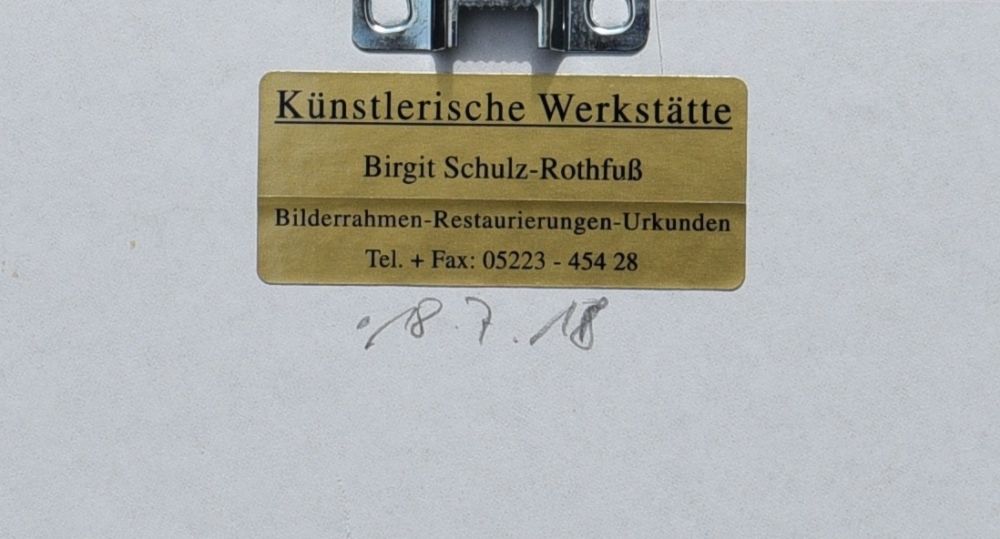 Künstlerische Werkstätte
Birgit Schulz-Rothfuß
Bilderrahmen-Restaurierungen-Urkunden
Tel. + Fax: 05223 - 454 28
18.7.18